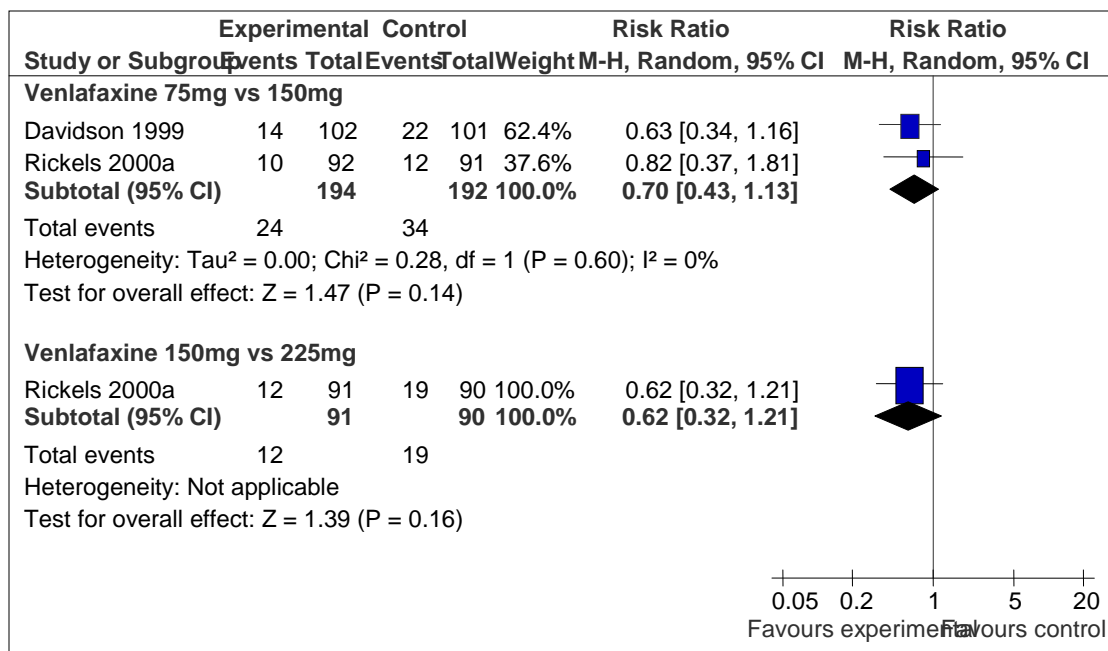 Experimental Control Risk Ratio Risk Ratio
Study or Subgroup Events Total Events Total Weight M-H, Random, 95% CI M-H, Random, 95% CI
Venlafaxine 75mg vs 150mg
Davidson 1999 14 102 22 101 62.4% 0.63 [0.34, 1.16]
Rickels 2000a 10 92 12 91 37.6% 0.82 [0.37, 1.81]
Subtotal (95% CI) 194 192 100.0% 0.70 [0.43, 1.13]
Total events 24 34
Heterogeneity: Tau² = 0.00; Chi² = 0.28, df = 1 (P = 0.60); I² = 0%
Test for overall effect: Z = 1.47 (P = 0.14)
Venlafaxine 150mg vs 225mg
Rickels 2000a 12 91 19 90 100.0% 0.62 [0.32, 1.21]
Subtotal (95% CI) 91 90 100.0% 0.62 [0.32, 1.21]
Total events 12 19
Heterogeneity: Not applicable
Test for overall effect: Z = 1.39 (P = 0.16)
0.05 0.2 1 5 20
Favours experimental Favours control